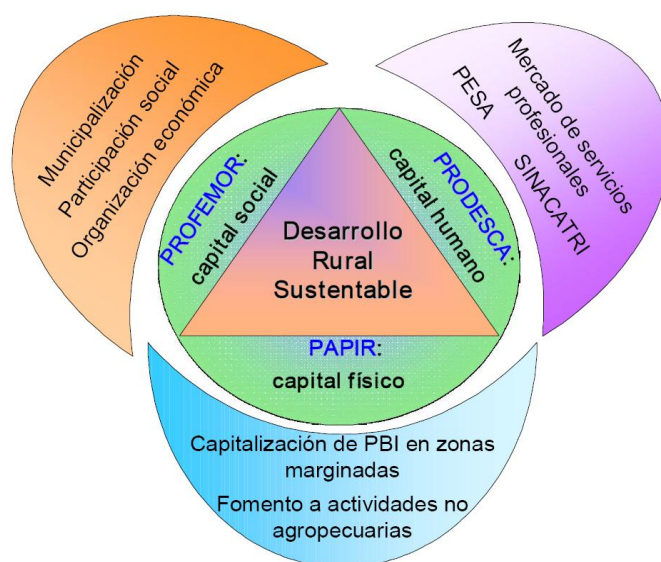 Municipalización
Participación social
Organización económica
Mercado de servicios
profesionales
PESA
SINACATRI
PROFEMOR:
capital social
PRODESCA:
capital humano
Desarrollo
Rural
Sustentable
PAPIR:
capital físico
Capitalización de PBI en zonas
marginadas
Fomento a actividades no
agropecuarias